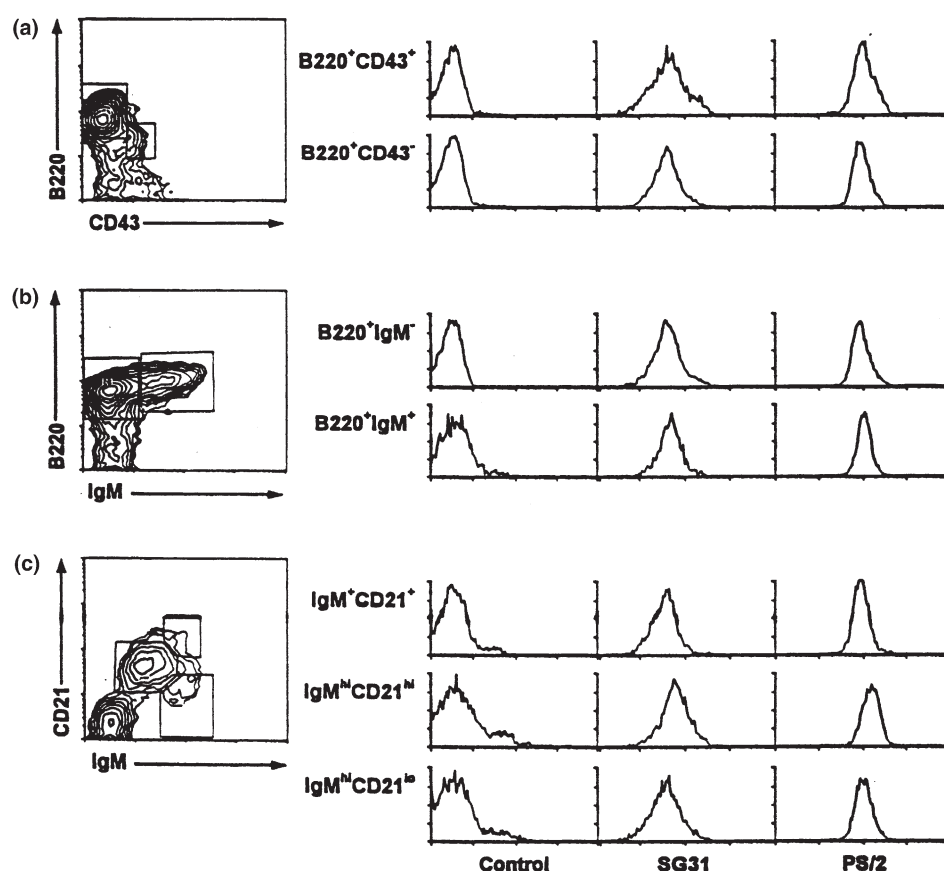 (a)
B220
CD43
B220⁺CD43⁺
B220⁺CD43⁻
(b)
B220
IgM
B220⁺IgM⁻
B220⁺IgM⁺
(c)
CD21
IgM
IgM⁺CD21⁺
IgMʰⁱCD21ʰⁱ
IgMʰⁱCD21ˡᵒ
Control SG31 PS/2